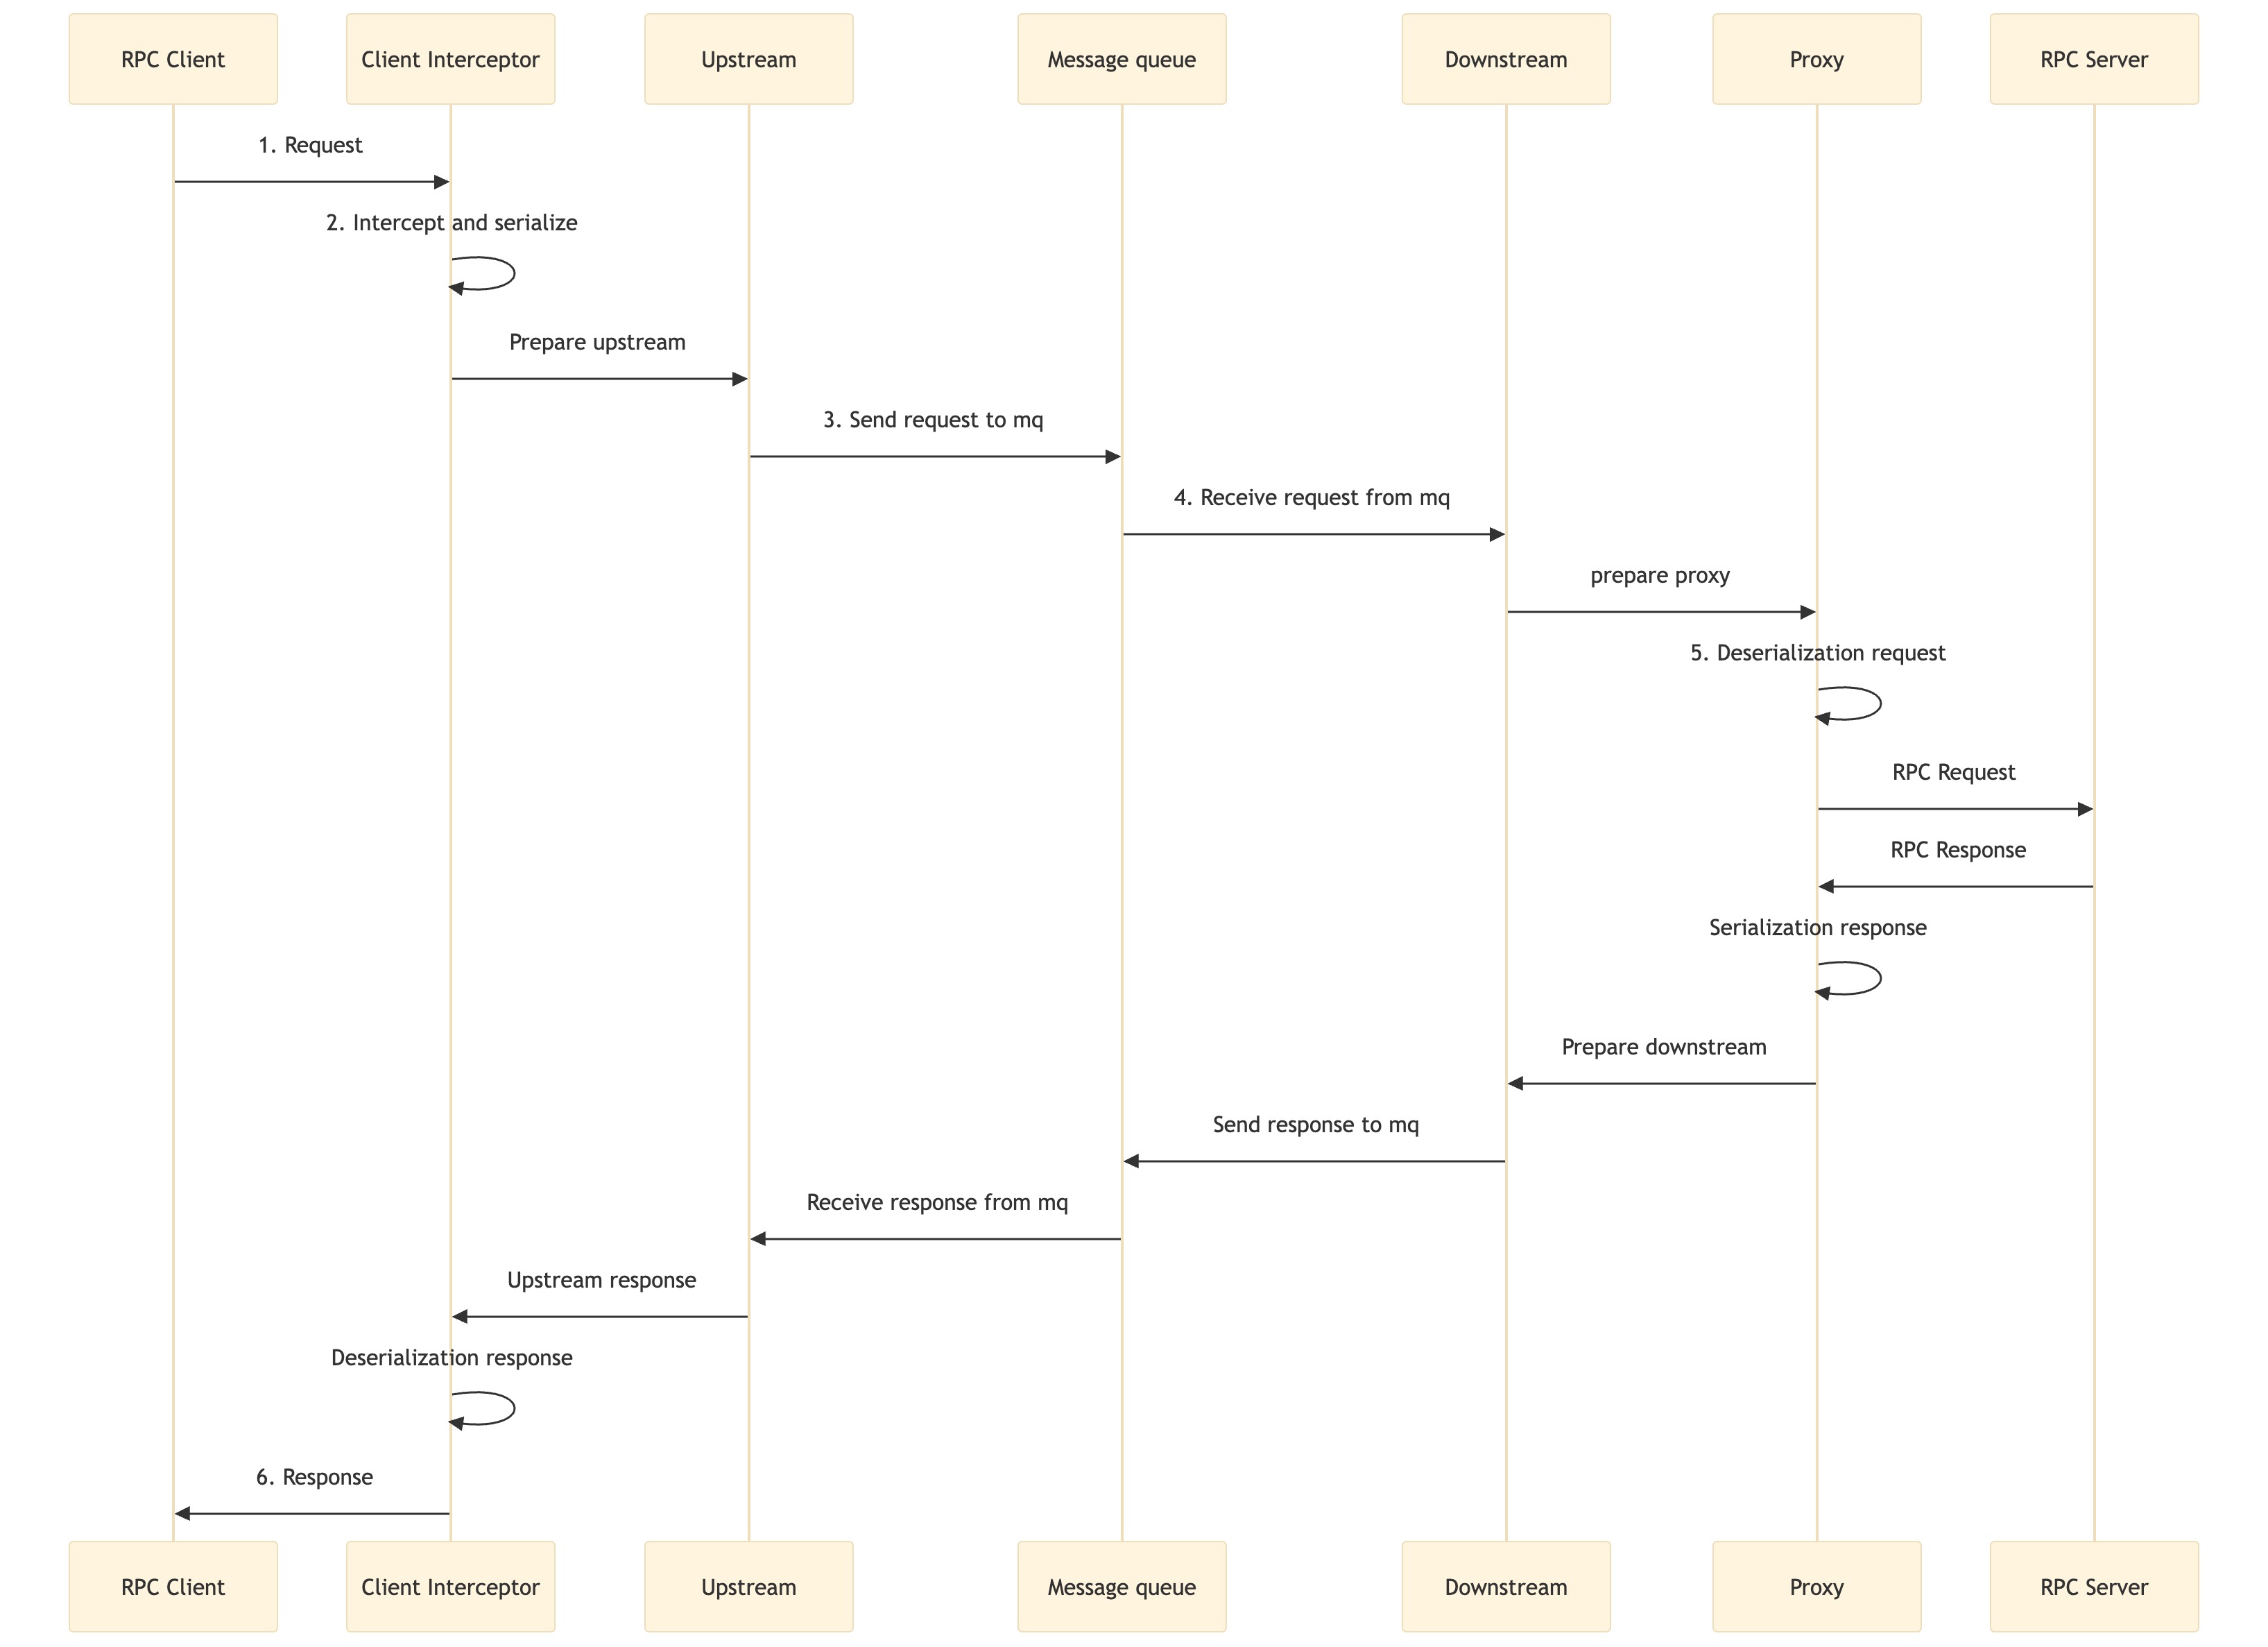 RPC Client
Client Interceptor
Upstream
Message queue
Downstream
Proxy
RPC Server
1. Request
2. Intercept and serialize
Prepare upstream
3. Send request to mq
4. Receive request from mq
prepare proxy
5. Deserialization request
RPC Request
RPC Response
Serialization response
Prepare downstream
Send response to mq
Receive response from mq
Upstream response
Deserialization response
6. Response
RPC Client
Client Interceptor
Upstream
Message queue
Downstream
Proxy
RPC Server